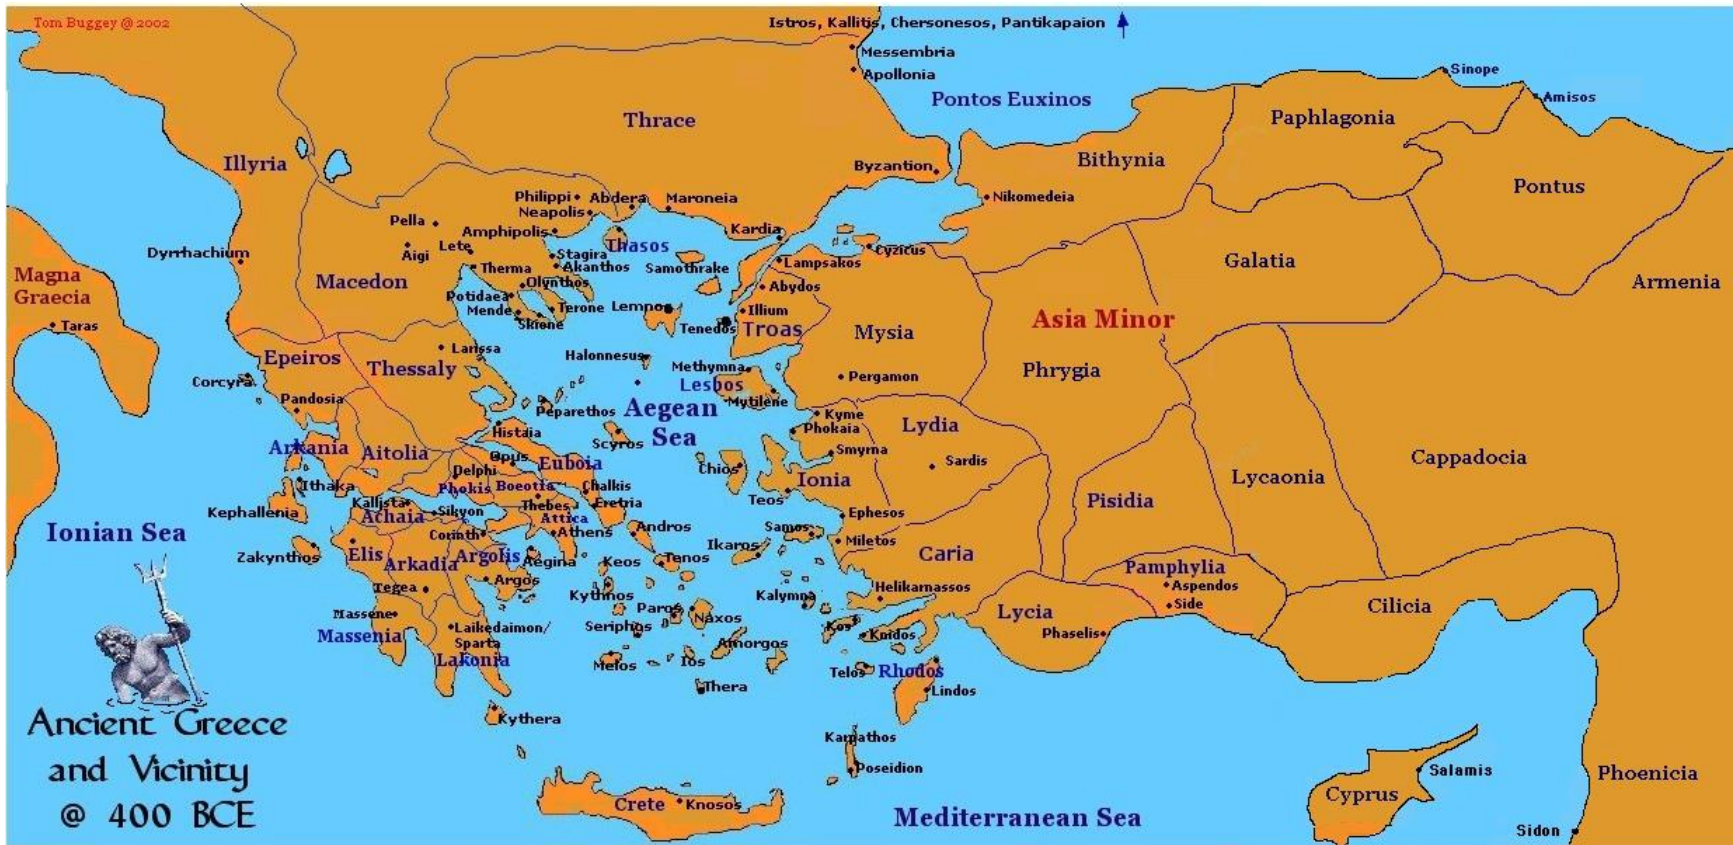 Tom Buggey @ 2002
Istros, Kallitis, Chersonesos, Pantikapaion
Messembria
Apollonia
Sinope
Amisos
Pontos Euxinos
Thrace
Paphlagonia
Illyria
Byzantion
Bithynia
Pontus
Nikomedeia
Philippi
Abdera
Maroneia
Neapolis
Pella
Amphipolis
Kardia
Thasos
Lete
Dyrrhachium
Aigi
Stagira
Akanthos
Samothrake
Cyzicus
Lampsakos
Galatia
Magna
Graecia
Macedon
Therma
Olynthos
Abydos
Armenia
Potidaea
Mende
Terone
Skione
Lemnos
Illium
Tenedos
Troas
Taras
Asia Minor
Mysia
Epeiros
Larissa
Thessaly
Halonnesus
Methymna
Phrygia
Corcyra
Lesbos
Pergamon
Pandosia
Peparethos
Mytilene
Aegean
Sea
Kyme
Phokaia
Lydia
Histaia
Scyros
Arkania
Aitolia
Smyrna
Opus
Euboia
Delphi
Chios
Sardis
Cappadocia
Lycaonia
Ithaka
Phokis
Boeotia
Chalkis
Ionia
Teos
Pisidia
Kallista
Thebes
Eretria
Kephallenia
Achaia
Sikyon
Attica
Ephesos
Ionian Sea
Corinth
Athens
Andros
Samos
Miletos
Zakynthos
Elis
Arkadia
Argolis
Aegina
Keos
Tenos
Ikaros
Caria
Pamphylia
Argos
Aspendos
Tegea
Kythnos
Kalymna
Helikarnassos
Side
Cilicia
Massene
Paros
Naxos
Lycia
Massenia
Laikedaimon/
Sparta
Seriphos
Kos
Knidos
Phaselis
Amorgos
Lakonia
Melos
Ios
Telos
Rhodos
Thera
Lindos
Kythera
Ancient Greece
and Vicinity
@ 400 BCE
Karpathos
Poseidion
Salamis
Phoenicia
Cyprus
Crete
Knosos
Mediterranean Sea
Sidon